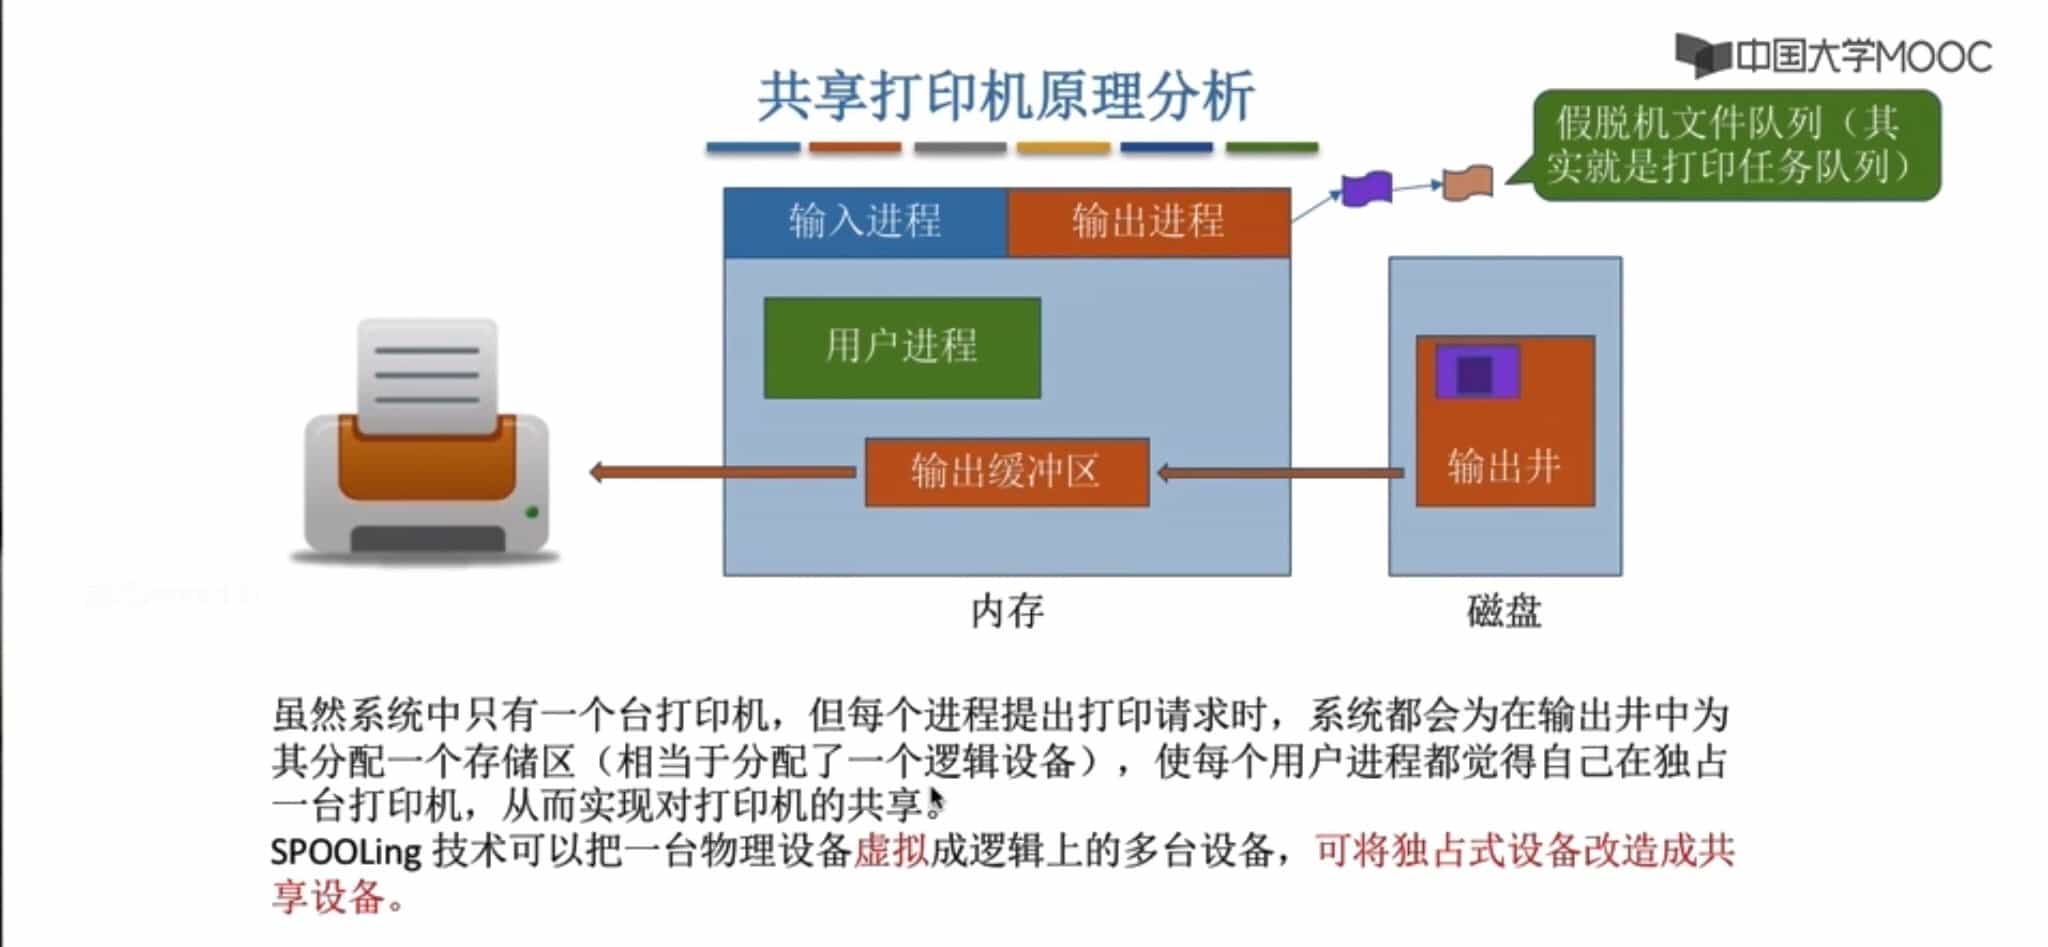 中国大学MOOC
共享打印机原理分析
假脱机文件队列（其
实就是打印任务队列）
输入进程
输出进程
用户进程
输出缓冲区
输出井
内存
磁盘
虽然系统中只有一个台打印机，但每个进程提出打印请求时，系统都会为在输出井中为
其分配一个存储区（相当于分配了一个逻辑设备），使每个用户进程都觉得自己在独占
一台打印机，从而实现对打印机的共享。
SPOOLing 技术可以把一台物理设备虚拟成逻辑上的多台设备，可将独占式设备改造成共
享设备。